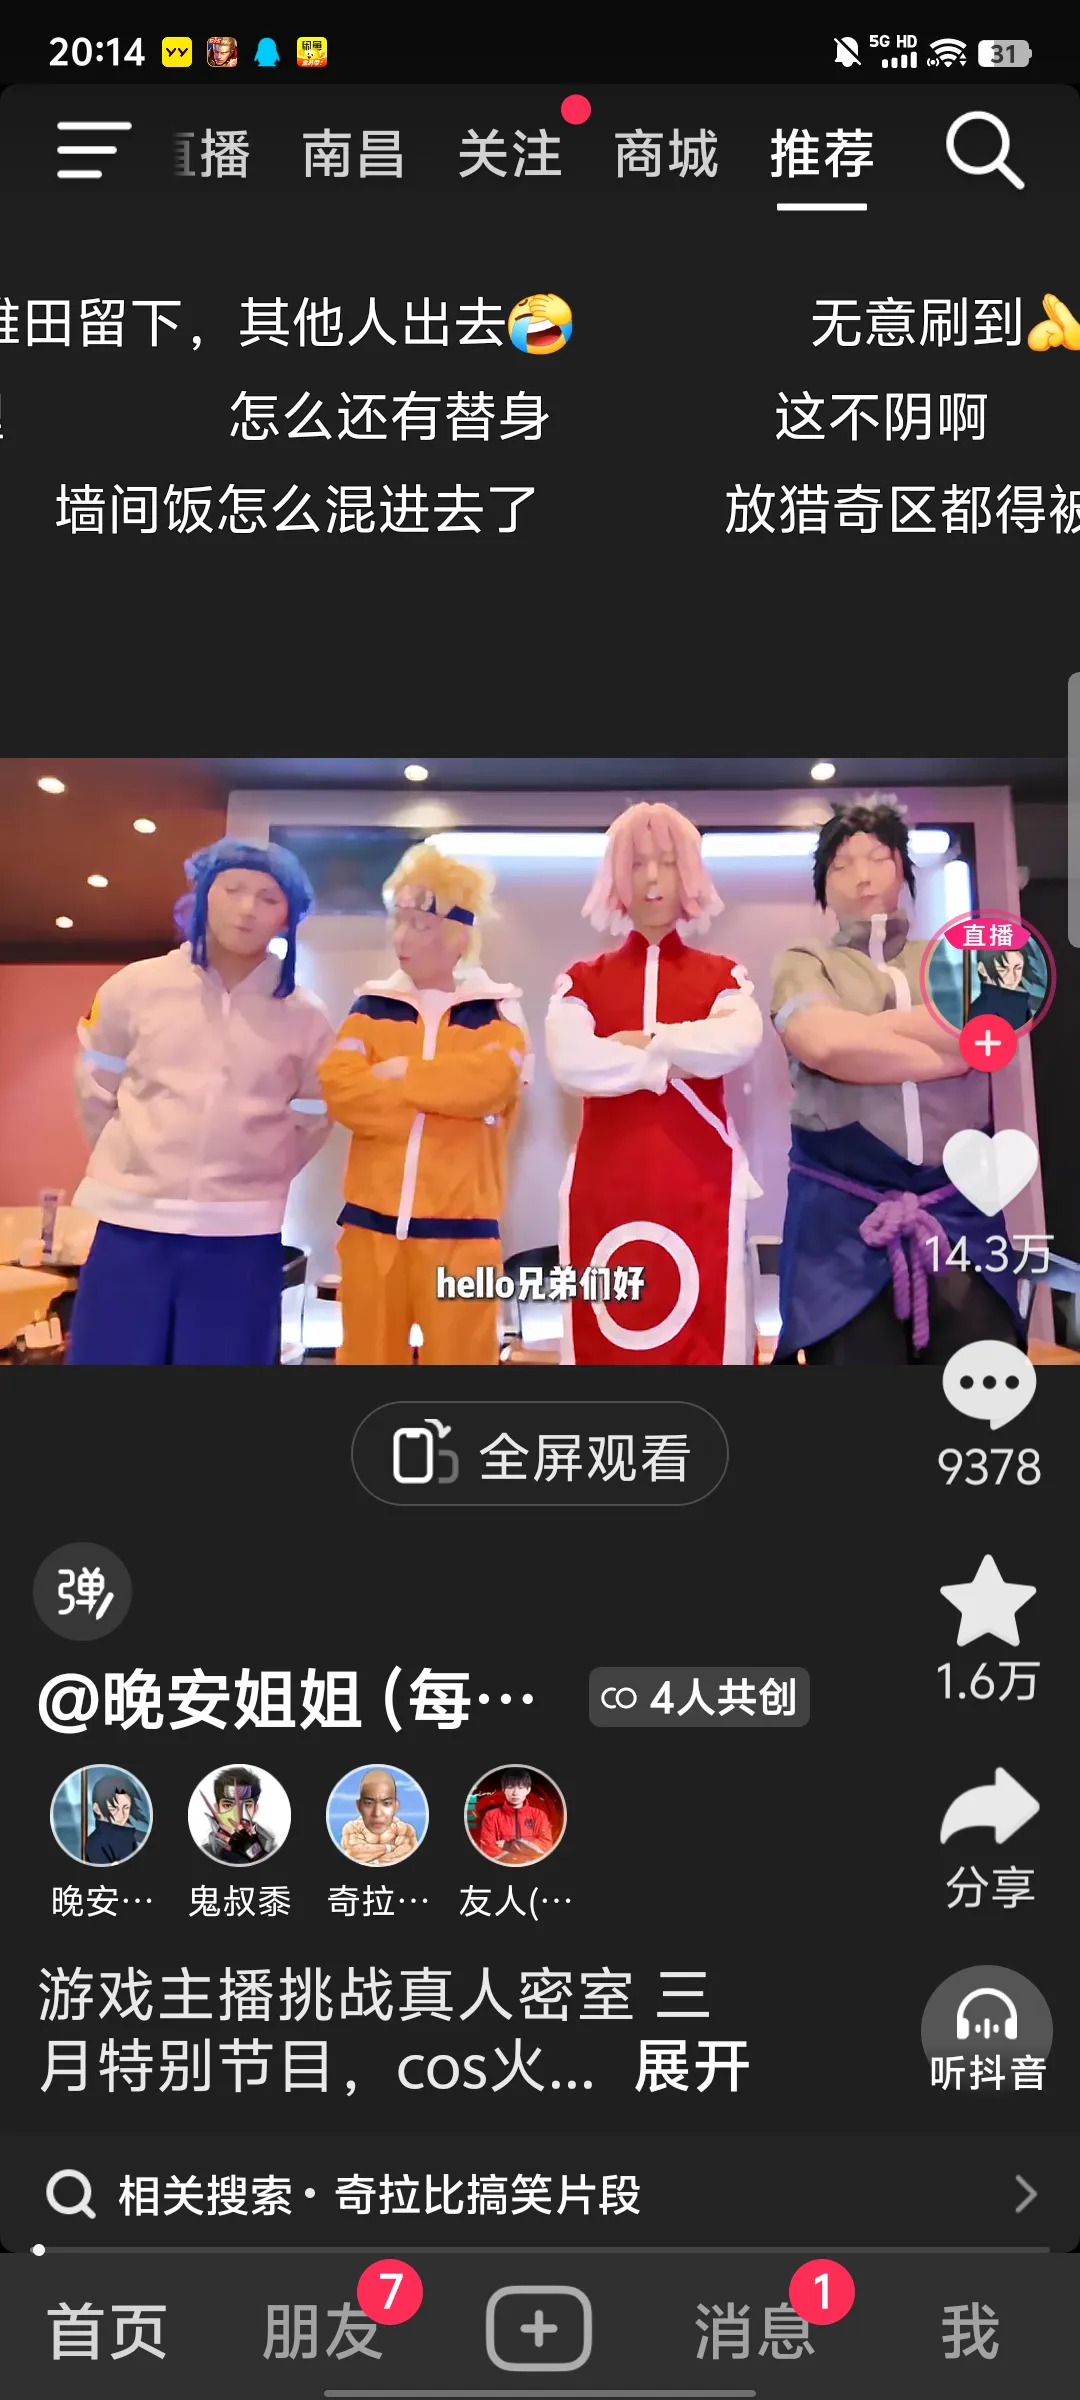 20:14
5G HD
31
直播 南昌 关注 商城 推荐
田留下，其他人出去🤣 无意刷到
怎么还有替身 这不阴啊
墙间饭怎么混进去了 放猎奇区都得被
直播
14.3万
hello兄弟们好
9378
全屏观看
弹
1.6万
@晚安姐姐 (每… 4人共创
晚安… 鬼叔黍 奇拉… 友人(…
分享
游戏主播挑战真人密室 三
月特别节目，cos火... 展开
听抖音
相关搜索 · 奇拉比搞笑片段
首页 朋友 7 消息 1 我